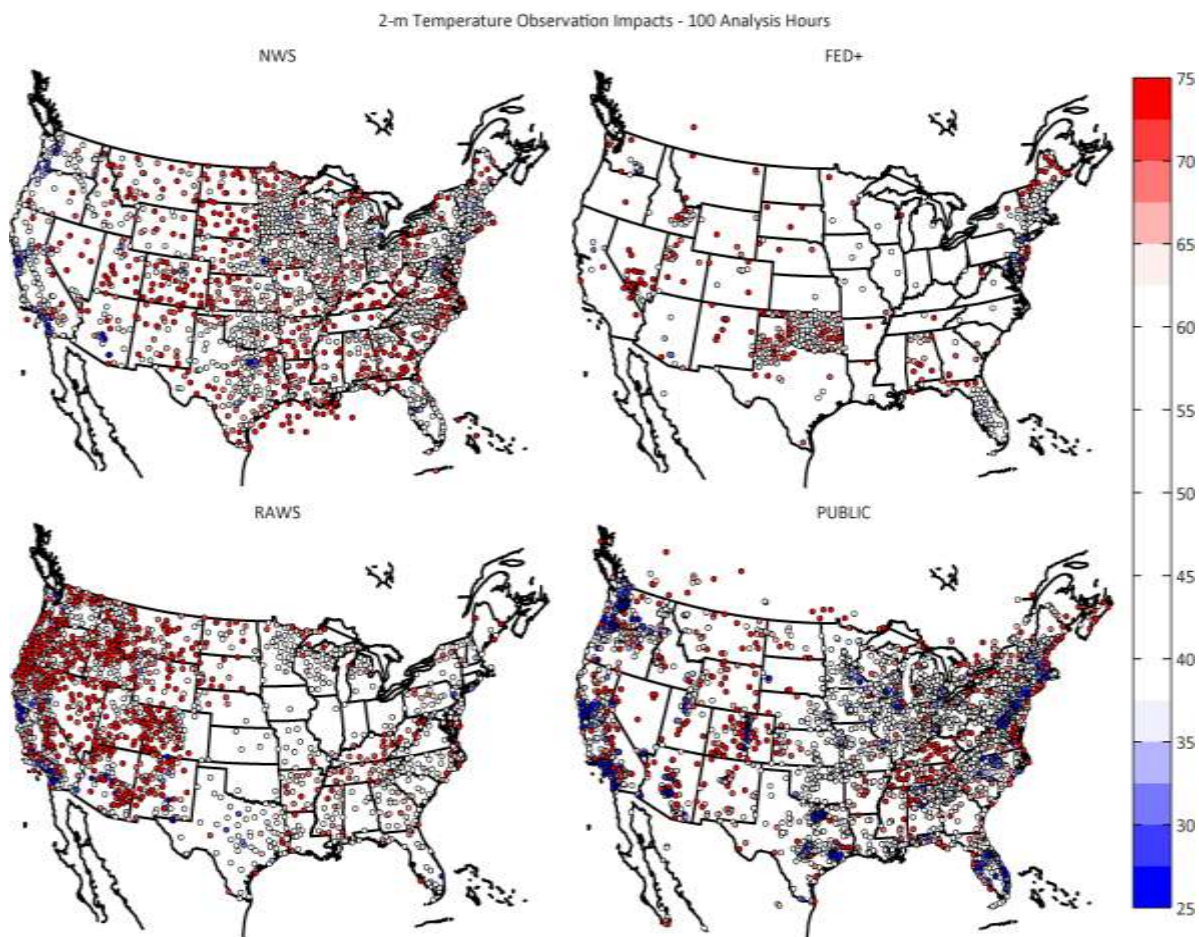 2-m Temperature Observation Impacts - 100 Analysis Hours
NWS
FED+
RAWS
PUBLIC
75
70
65
60
55
50
45
40
35
30
25